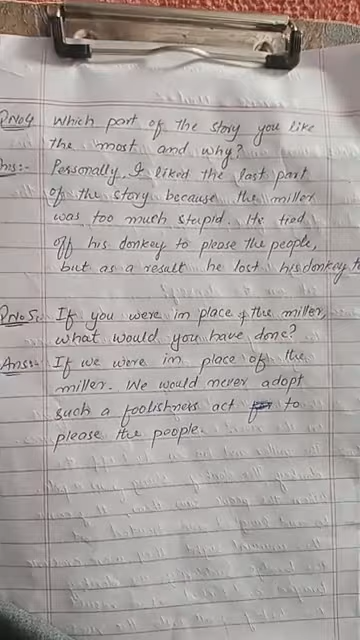 Q No 4 Which part of the story you like
the most and why?
Ans:- Personally I liked the last part
of the story because the miller
was too much stupid. He tied
off his donkey to please the people,
but as a result he lost his donkey to
Q No 5. If you were in place of the miller,
what would you have done?
Ans:- If we were in place of the
miller. We would never adopt
such a foolishness act to
please the people.